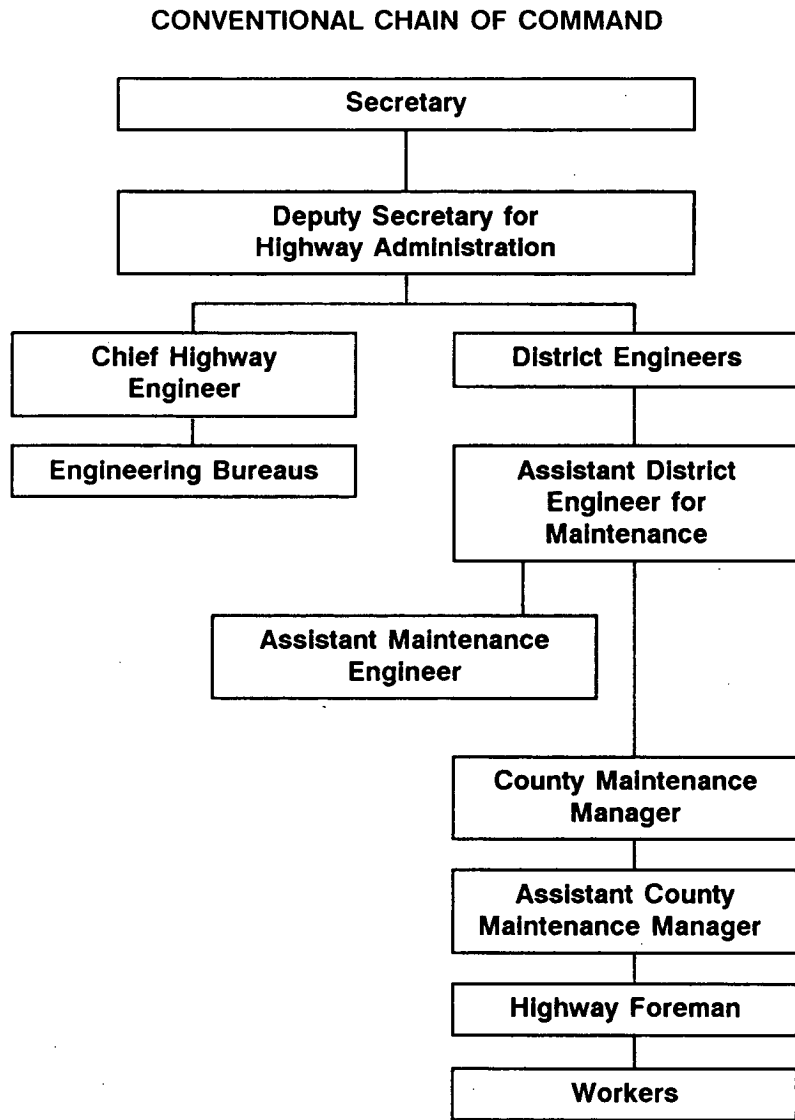 CONVENTIONAL CHAIN OF COMMAND
Secretary
Deputy Secretary for
Highway Administration
Chief Highway
Engineer
District Engineers
Engineering Bureaus
Assistant District
Engineer for
Maintenance
Assistant Maintenance
Engineer
County Maintenance
Manager
Assistant County
Maintenance Manager
Highway Foreman
Workers